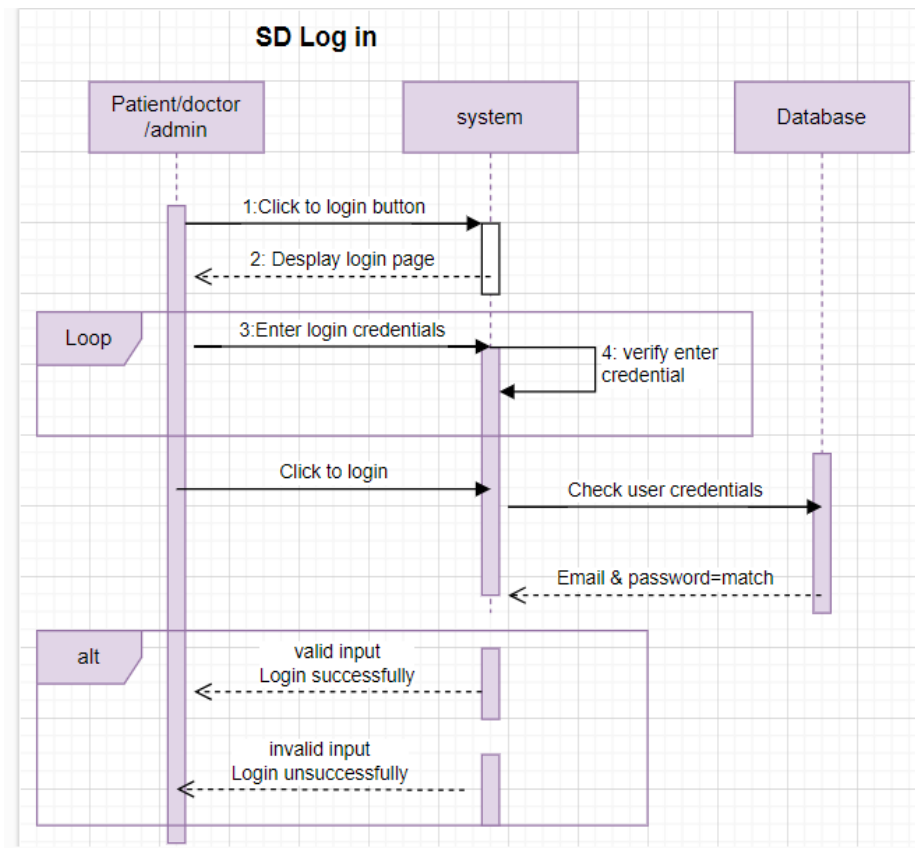 SD Log in
Patient/doctor
/admin
system
Database
1:Click to login button
2: Desplay login page
Loop
3:Enter login credentials
4: verify enter
credential
Click to login
Check user credentials
Email & password=match
alt
valid input
Login successfully
invalid input
Login unsuccessfully